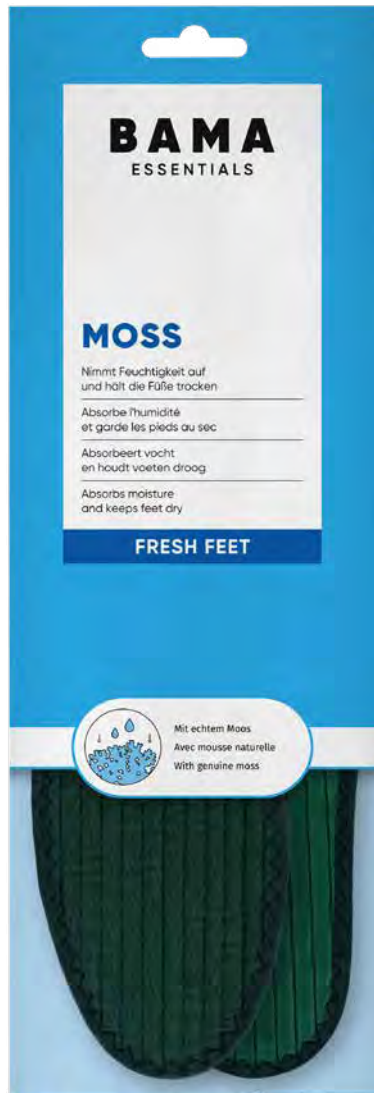 BAMA
ESSENTIALS
MOSS
Nimmt Feuchtigkeit auf
und hält die Füße trocken
Absorbe l'humidité
et garde les pieds au sec
Absorbeert vocht
en houdt voeten droog
Absorbs moisture
and keeps feet dry
FRESH FEET
Mit echtem Moos
Avec mousse naturelle
With genuine moss